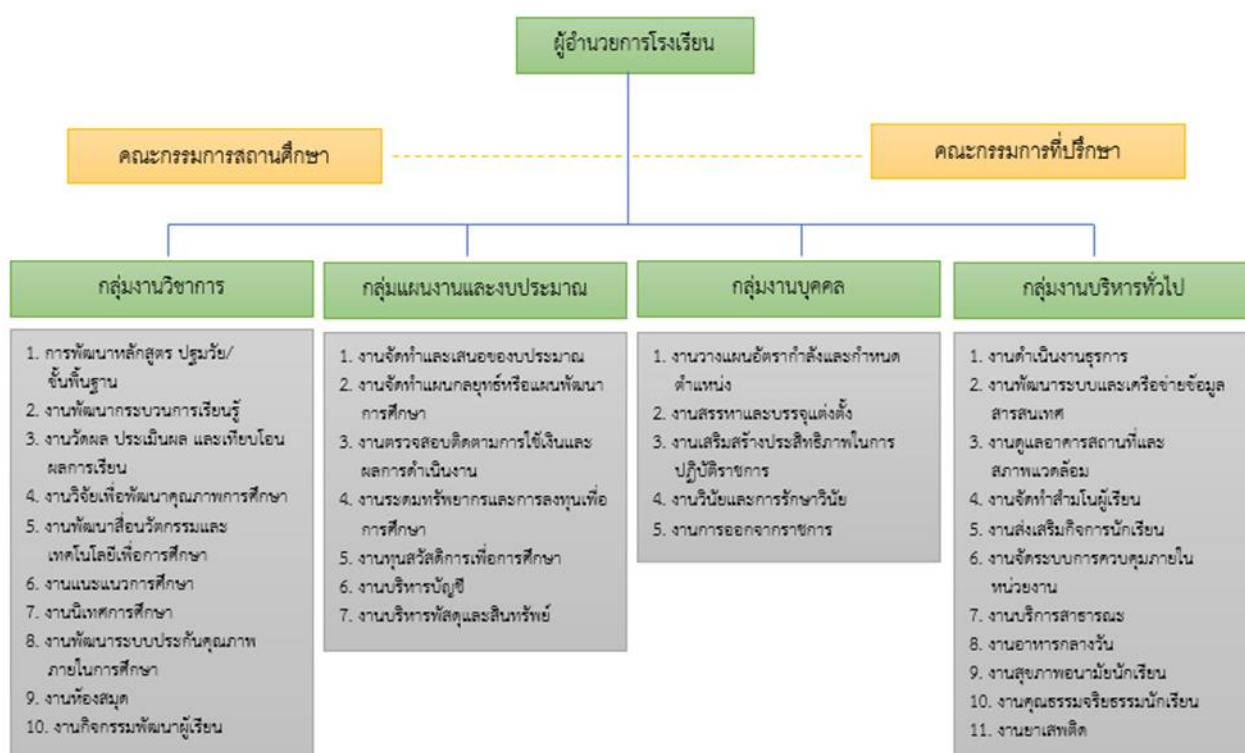 ผู้อำนวยการโรงเรียน
คณะกรรมการสถานศึกษา
คณะกรรมการที่ปรึกษา
กลุ่มงานวิชาการ
1. การพัฒนาหลักสูตร ปฐมวัย/
ขั้นพื้นฐาน
2. งานพัฒนากระบวนการเรียนรู้
3. งานวัดผล ประเมินผล และเทียบโอน
ผลการเรียน
4. งานวิจัยเพื่อพัฒนาคุณภาพการศึกษา
5. งานพัฒนาสื่อนวัตกรรมและ
เทคโนโลยีเพื่อการศึกษา
6. งานแนะแนวการศึกษา
7. งานนิเทศการศึกษา
8. งานพัฒนาระบบประกันคุณภาพ
ภายในการศึกษา
9. งานห้องสมุด
10. งานกิจกรรมพัฒนาผู้เรียน
กลุ่มแผนงานและงบประมาณ
1. งานจัดทำและเสนอของบประมาณ
2. งานจัดทำแผนกลยุทธ์หรือแผนพัฒนา
การศึกษา
3. งานตรวจสอบติดตามการใช้เงินและ
ผลการดำเนินงาน
4. งานระดมทรัพยากรและการลงทุนเพื่อ
การศึกษา
5. งานทุนสวัสดิการเพื่อการศึกษา
6. งานบริหารบัญชี
7. งานบริหารพัสดุและสินทรัพย์
กลุ่มงานบุคคล
1. งานวางแผนอัตรากำลังและกำหนด
ตำแหน่ง
2. งานสรรหาและบรรจุแต่งตั้ง
3. งานเสริมสร้างประสิทธิภาพในการ
ปฏิบัติราชการ
4. งานวินัยและการรักษาวินัย
5. งานการออกจากราชการ
กลุ่มงานบริหารทั่วไป
1. งานดำเนินงานธุรการ
2. งานพัฒนาระบบและเครือข่ายข้อมูล
สารสนเทศ
3. งานดูแลอาคารสถานที่และ
สภาพแวดล้อม
4. งานจัดทำสำมโนผู้เรียน
5. งานส่งเสริมกิจการนักเรียน
6. งานจัดระบบการควบคุมภายใน
หน่วยงาน
7. งานบริการสาธารณะ
8. งานอาหารกลางวัน
9. งานสุขภาพอนามัยนักเรียน
10. งานคุณธรรมจริยธรรมนักเรียน
11. งานยาเสพติด